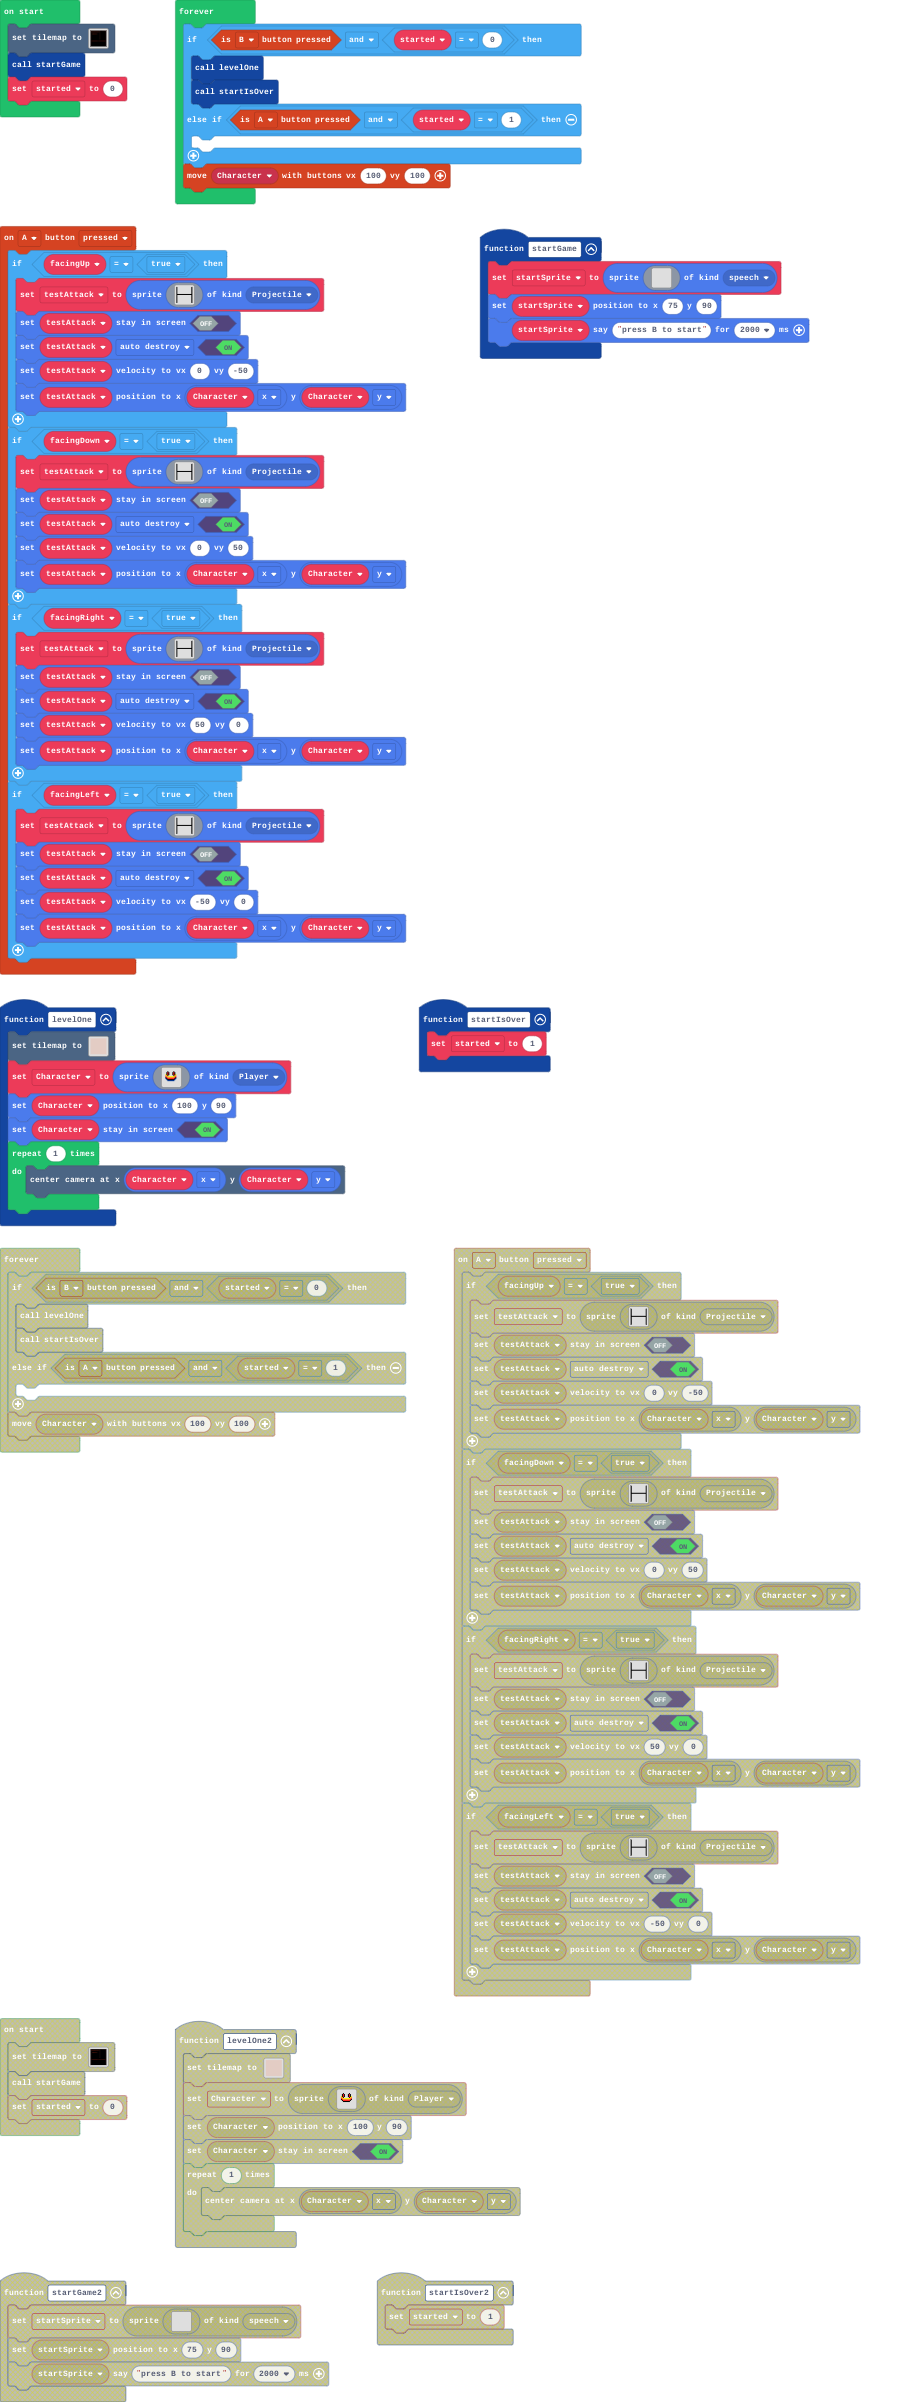 on start
set tilemap to
call startGame
set started to 0
forever
if is B button pressed and started = 0 then
call levelOne
call startIsOver
else if is A button pressed and started = 1 then
move Character with buttons vx 100 vy 100
on A button pressed
if facingUp = true then
set testAttack to sprite of kind Projectile
set testAttack stay in screen OFF
set testAttack auto destroy ON
set testAttack velocity to vx 0 vy -50
set testAttack position to x Character x y Character y
if facingDown = true then
set testAttack to sprite of kind Projectile
set testAttack stay in screen OFF
set testAttack auto destroy ON
set testAttack velocity to vx 0 vy 50
set testAttack position to x Character x y Character y
if facingRight = true then
set testAttack to sprite of kind Projectile
set testAttack stay in screen OFF
set testAttack auto destroy ON
set testAttack velocity to vx 50 vy 0
set testAttack position to x Character x y Character y
if facingLeft = true then
set testAttack to sprite of kind Projectile
set testAttack stay in screen OFF
set testAttack auto destroy ON
set testAttack velocity to vx -50 vy 0
set testAttack position to x Character x y Character y
function startGame
set startSprite to sprite of kind speech
set startSprite position to x 75 y 90
startSprite say "press B to start" for 2000 ms
function levelOne
set tilemap to
set Character to sprite of kind Player
set Character position to x 100 y 90
set Character stay in screen ON
repeat 1 times
do center camera at x Character x y Character y
function startIsOver
set started to 1
forever
if is B button pressed and started = 0 then
call levelOne
call startIsOver
else if is A button pressed and started = 1 then
move Character with buttons vx 100 vy 100
on A button pressed
if facingUp = true then
set testAttack to sprite of kind Projectile
set testAttack stay in screen OFF
set testAttack auto destroy ON
set testAttack velocity to vx 0 vy -50
set testAttack position to x Character x y Character y
if facingDown = true then
set testAttack to sprite of kind Projectile
set testAttack stay in screen OFF
set testAttack auto destroy ON
set testAttack velocity to vx 0 vy 50
set testAttack position to x Character x y Character y
if facingRight = true then
set testAttack to sprite of kind Projectile
set testAttack stay in screen OFF
set testAttack auto destroy ON
set testAttack velocity to vx 50 vy 0
set testAttack position to x Character x y Character y
if facingLeft = true then
set testAttack to sprite of kind Projectile
set testAttack stay in screen OFF
set testAttack auto destroy ON
set testAttack velocity to vx -50 vy 0
set testAttack position to x Character x y Character y
on start
set tilemap to
call startGame
set started to 0
function levelOne2
set tilemap to
set Character to sprite of kind Player
set Character position to x 100 y 90
set Character stay in screen ON
repeat 1 times
do center camera at x Character x y Character y
function startGame2
set startSprite to sprite of kind speech
set startSprite position to x 75 y 90
startSprite say "press B to start" for 2000 ms
function startIsOver2
set started to 1